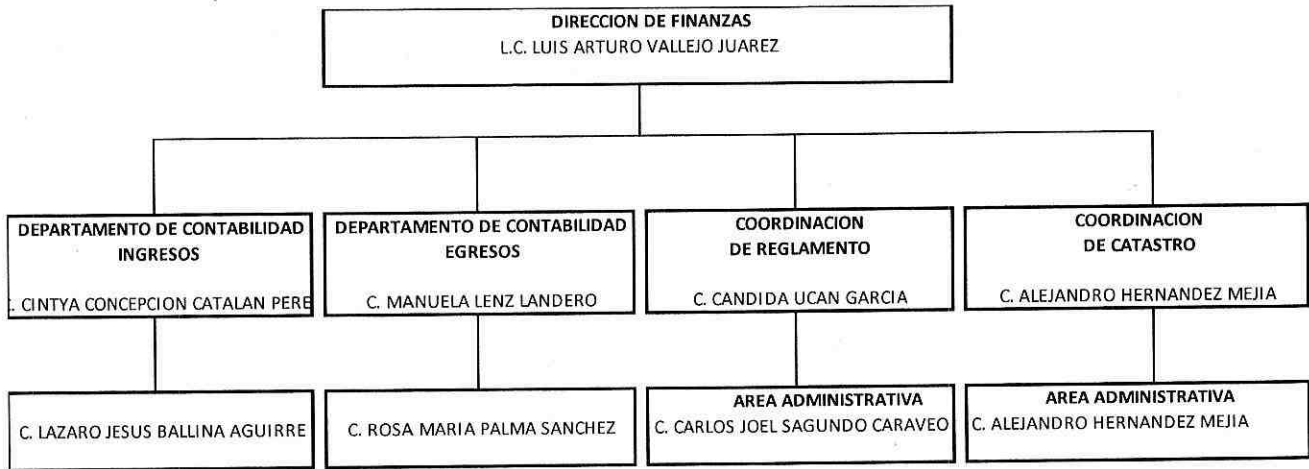 DIRECCION DE FINANZAS
L.C. LUIS ARTURO VALLEJO JUAREZ
DEPARTAMENTO DE CONTABILIDAD
INGRESOS
C. CINTYA CONCEPCION CATALAN PERE
DEPARTAMENTO DE CONTABILIDAD
EGRESOS
C. MANUELA LENZ LANDERO
COORDINACION
DE REGLAMENTO
C. CANDIDA UCAN GARCIA
COORDINACION
DE CATASTRO
C. ALEJANDRO HERNANDEZ MEJIA
C. LAZARO JESUS BALLINA AGUIRRE
C. ROSA MARIA PALMA SANCHEZ
AREA ADMINISTRATIVA
C. CARLOS JOEL SAGUNDO CARAVEO
AREA ADMINISTRATIVA
C. ALEJANDRO HERNANDEZ MEJIA